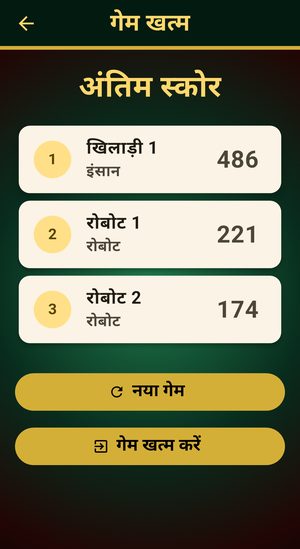 गेम खत्म
अंतिम स्कोर
1
खिलाड़ी 1
इंसान
486
2
रोबोट 1
रोबोट
221
3
रोबोट 2
रोबोट
174
नया गेम
गेम खत्म करें